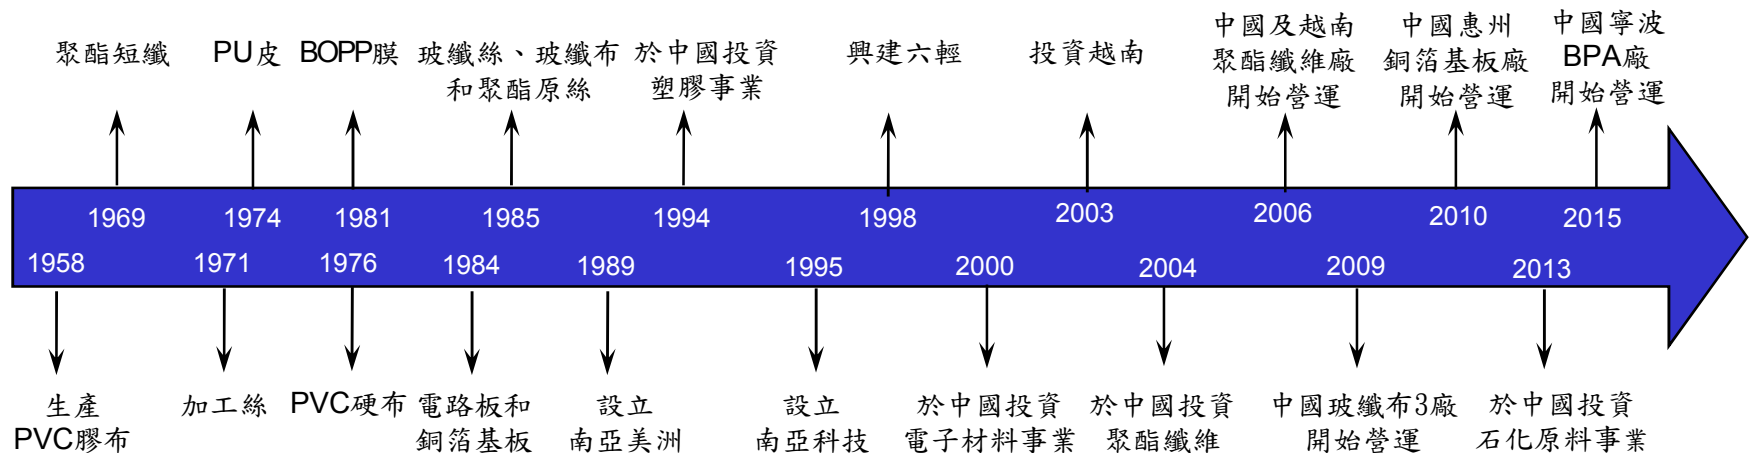 聚酯短纖
PU皮
BOPP膜
玻纖絲、玻纖布
和聚酯原絲
於中國投資
塑膠事業
興建六輕
投資越南
中國及越南
聚酯纖維廠
開始營運
中國惠州
銅箔基板廠
開始營運
中國寧波
BPA廠
開始營運
1969
1974
1981
1985
1994
1998
2003
2006
2010
2015
1958
1971
1976
1984
1989
1995
2000
2004
2009
2013
生產
PVC膠布
加工絲
PVC硬布
電路板和
銅箔基板
設立
南亞美洲
設立
南亞科技
於中國投資
電子材料事業
於中國投資
聚酯纖維
中國玻纖布3廠
開始營運
於中國投資
石化原料事業